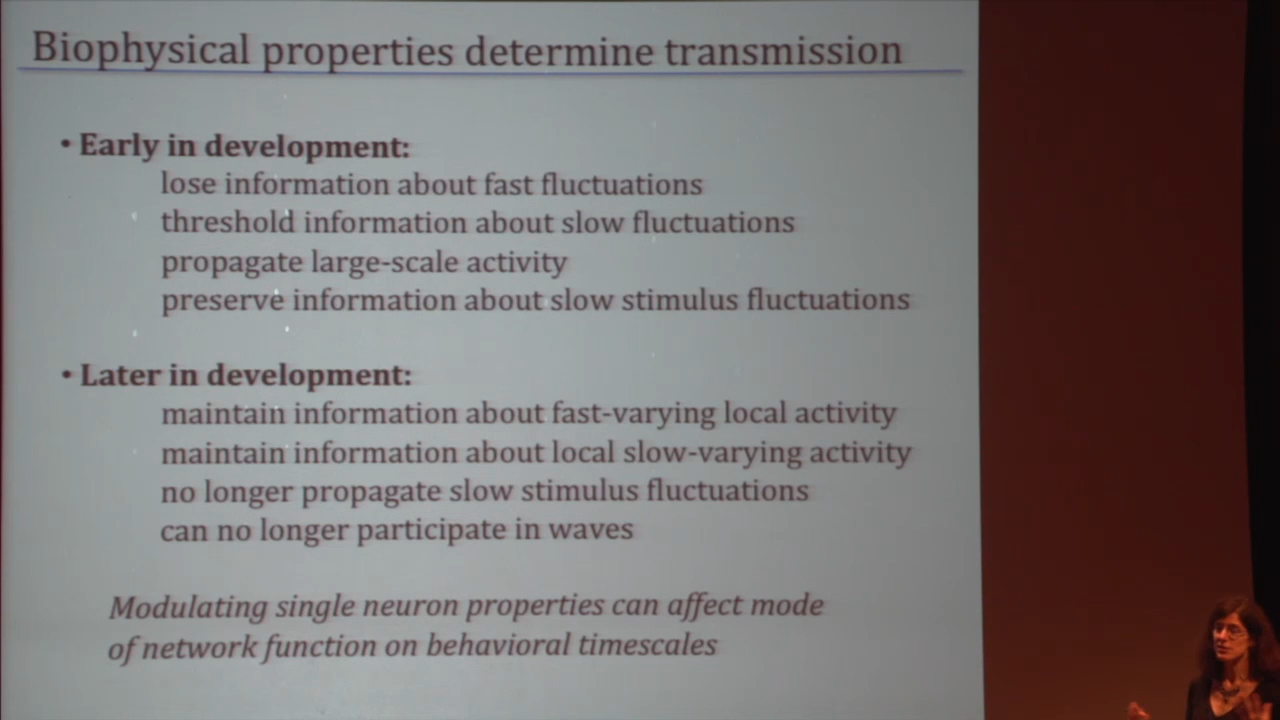 Biophysical properties determine transmission
• Early in development:
lose information about fast fluctuations
threshold information about slow fluctuations
propagate large-scale activity
preserve information about slow stimulus fluctuations
• Later in development:
maintain information about fast-varying local activity
maintain information about local slow-varying activity
no longer propagate slow stimulus fluctuations
can no longer participate in waves
Modulating single neuron properties can affect mode
of network function on behavioral timescales